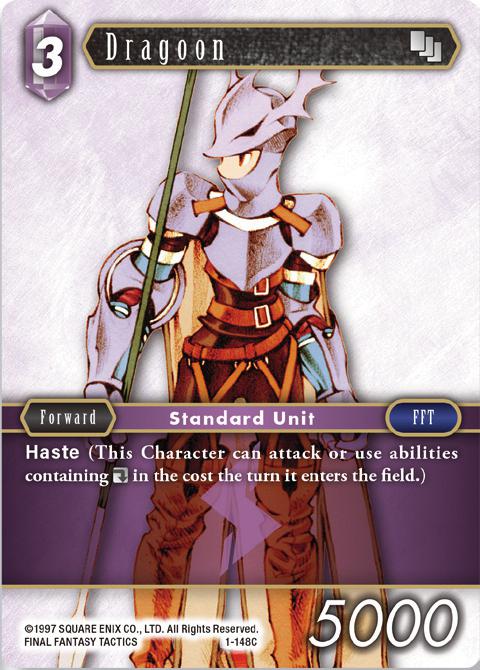 3
Dragoon
Forward
Standard Unit
FFT
Haste (This Character can attack or use abilities
containing in the cost the turn it enters the field.)
©1997 SQUARE ENIX CO., LTD. All Rights Reserved.
FINAL FANTASY TACTICS 1-148C
5000